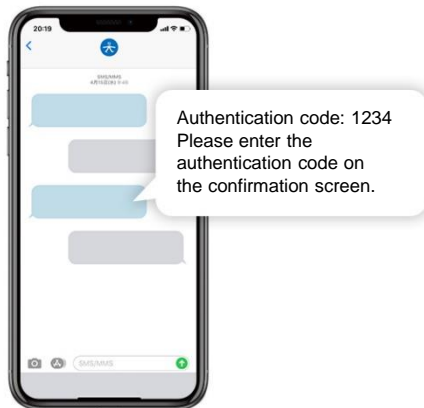 20:19
SMS/MMS
Authentication code: 1234
Please enter the
authentication code on
the confirmation screen.
SMS/MMS